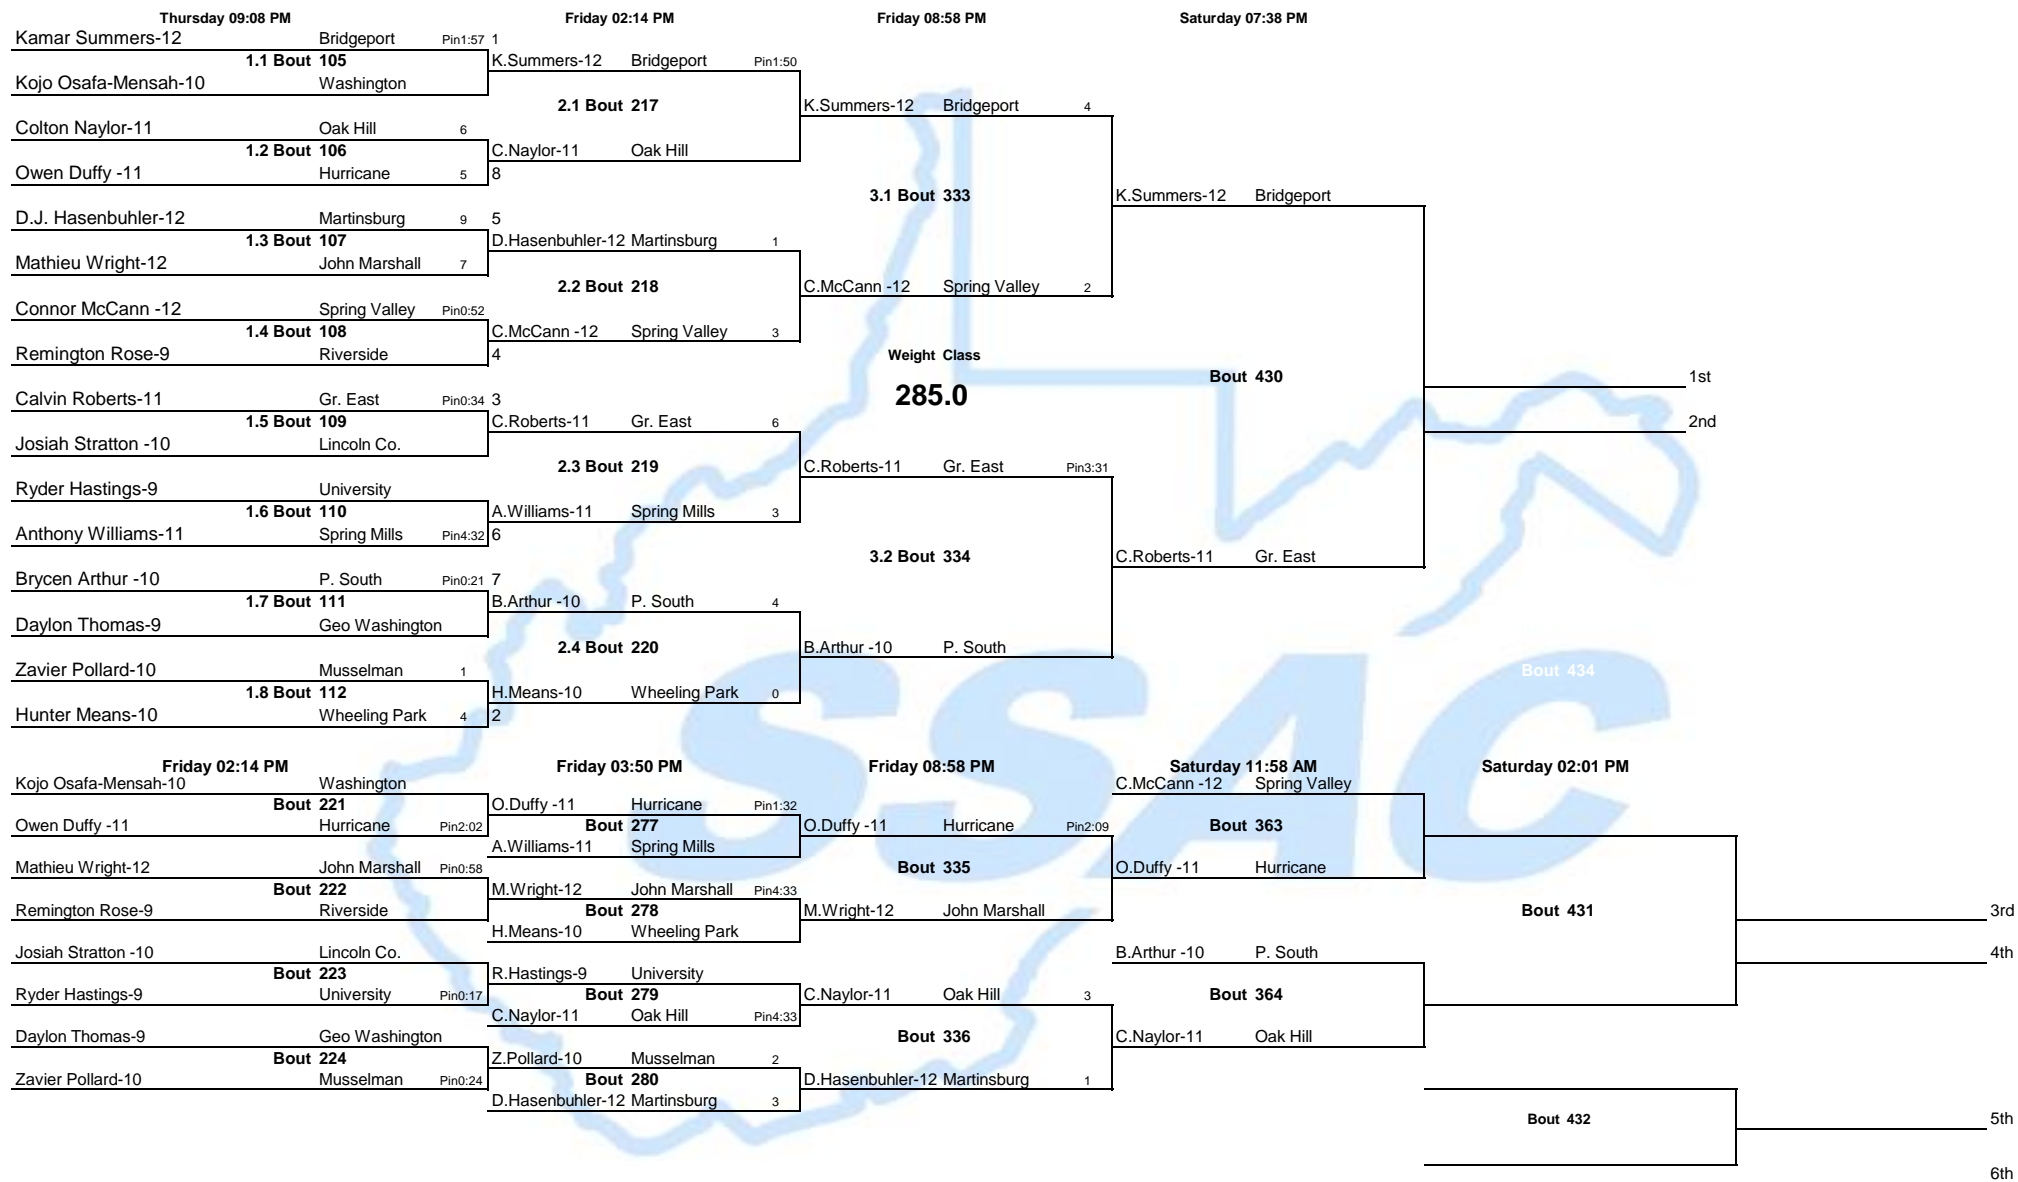 Thursday 09:08 PM Friday 02:14 PM Friday 08:58 PM Saturday 07:38 PM
Kamar Summers-12 Bridgeport Pin1:57 1
1.1 Bout 105 K.Summers-12 Bridgeport Pin1:50
Kojo Osafa-Mensah-10 Washington
2.1 Bout 217 K.Summers-12 Bridgeport 4
Colton Naylor-11 Oak Hill 6
1.2 Bout 106 C.Naylor-11 Oak Hill
Owen Duffy -11 Hurricane 5 8
3.1 Bout 333 K.Summers-12 Bridgeport
D.J. Hasenbuhler-12 Martinsburg 9 5
1.3 Bout 107 D.Hasenbuhler-12 Martinsburg 1
Mathieu Wright-12 John Marshall 7
2.2 Bout 218 C.McCann -12 Spring Valley 2
Connor McCann -12 Spring Valley Pin0:52
1.4 Bout 108 C.McCann -12 Spring Valley 3
Remington Rose-9 Riverside 4 Weight Class
Bout 430 1st
285.0
Calvin Roberts-11 Gr. East Pin0:34 3
1.5 Bout 109 C.Roberts-11 Gr. East 6 2nd
Josiah Stratton -10 Lincoln Co.
2.3 Bout 219 C.Roberts-11 Gr. East Pin3:31
Ryder Hastings-9 University
1.6 Bout 110 A.Williams-11 Spring Mills 3
Anthony Williams-11 Spring Mills Pin4:32 6
3.2 Bout 334 C.Roberts-11 Gr. East
Brycen Arthur -10 P. South Pin0:21 7
1.7 Bout 111 B.Arthur -10 P. South 4
Daylon Thomas-9 Geo Washington
2.4 Bout 220 B.Arthur -10 P. South
Zavier Pollard-10 Musselman 1 Bout 434
1.8 Bout 112 H.Means-10 Wheeling Park 0
Hunter Means-10 Wheeling Park 4 2
SSAC
Friday 02:14 PM Friday 03:50 PM Friday 08:58 PM Saturday 11:58 AM Saturday 02:01 PM
Kojo Osafa-Mensah-10 Washington C.McCann -12 Spring Valley
Bout 221 O.Duffy -11 Hurricane Pin1:32
Owen Duffy -11 Hurricane Pin2:02 Bout 277 O.Duffy -11 Hurricane Pin2:09 Bout 363
A.Williams-11 Spring Mills
Mathieu Wright-12 John Marshall Pin0:58 Bout 335 O.Duffy -11 Hurricane
Bout 222 M.Wright-12 John Marshall Pin4:33
Remington Rose-9 Riverside Bout 278 M.Wright-12 John Marshall Bout 431 3rd
H.Means-10 Wheeling Park
Josiah Stratton -10 Lincoln Co. B.Arthur -10 P. South 4th
Bout 223 R.Hastings-9 University
Ryder Hastings-9 University Pin0:17 Bout 279 C.Naylor-11 Oak Hill 3 Bout 364
C.Naylor-11 Oak Hill Pin4:33
Daylon Thomas-9 Geo Washington Bout 336 C.Naylor-11 Oak Hill
Bout 224 Z.Pollard-10 Musselman 2
Zavier Pollard-10 Musselman Pin0:24 Bout 280 D.Hasenbuhler-12 Martinsburg 1
D.Hasenbuhler-12 Martinsburg 3
Bout 432 5th
6th